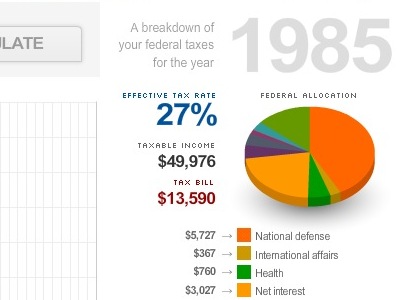 ULATE
A breakdown of
your federal taxes
for the year
1985
EFFECTIVE TAX RATE
27%
TAXABLE INCOME
$49,976
TAX BILL
$13,590
FEDERAL ALLOCATION
$5,727 → National defense
$367 → International affairs
$760 → Health
$3,027 → Net interest